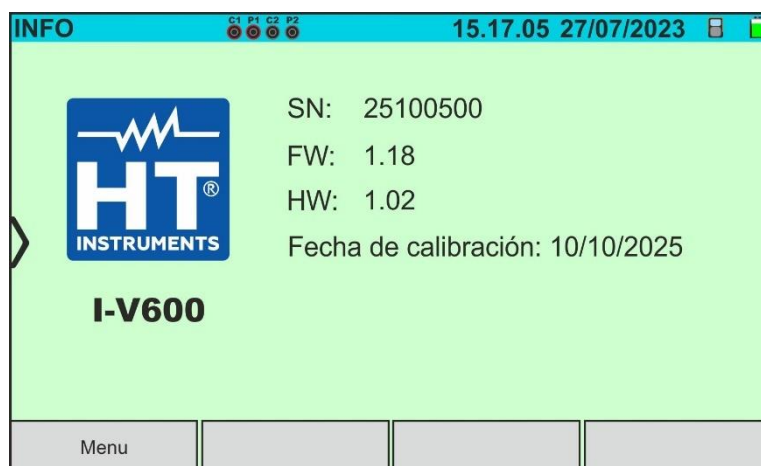 INFO C1 P1 C2 P2 15.17.05 27/07/2023
SN: 25100500
FW: 1.18
HW: 1.02
Fecha de calibración: 10/10/2025
HT®
INSTRUMENTS
I-V600
Menu